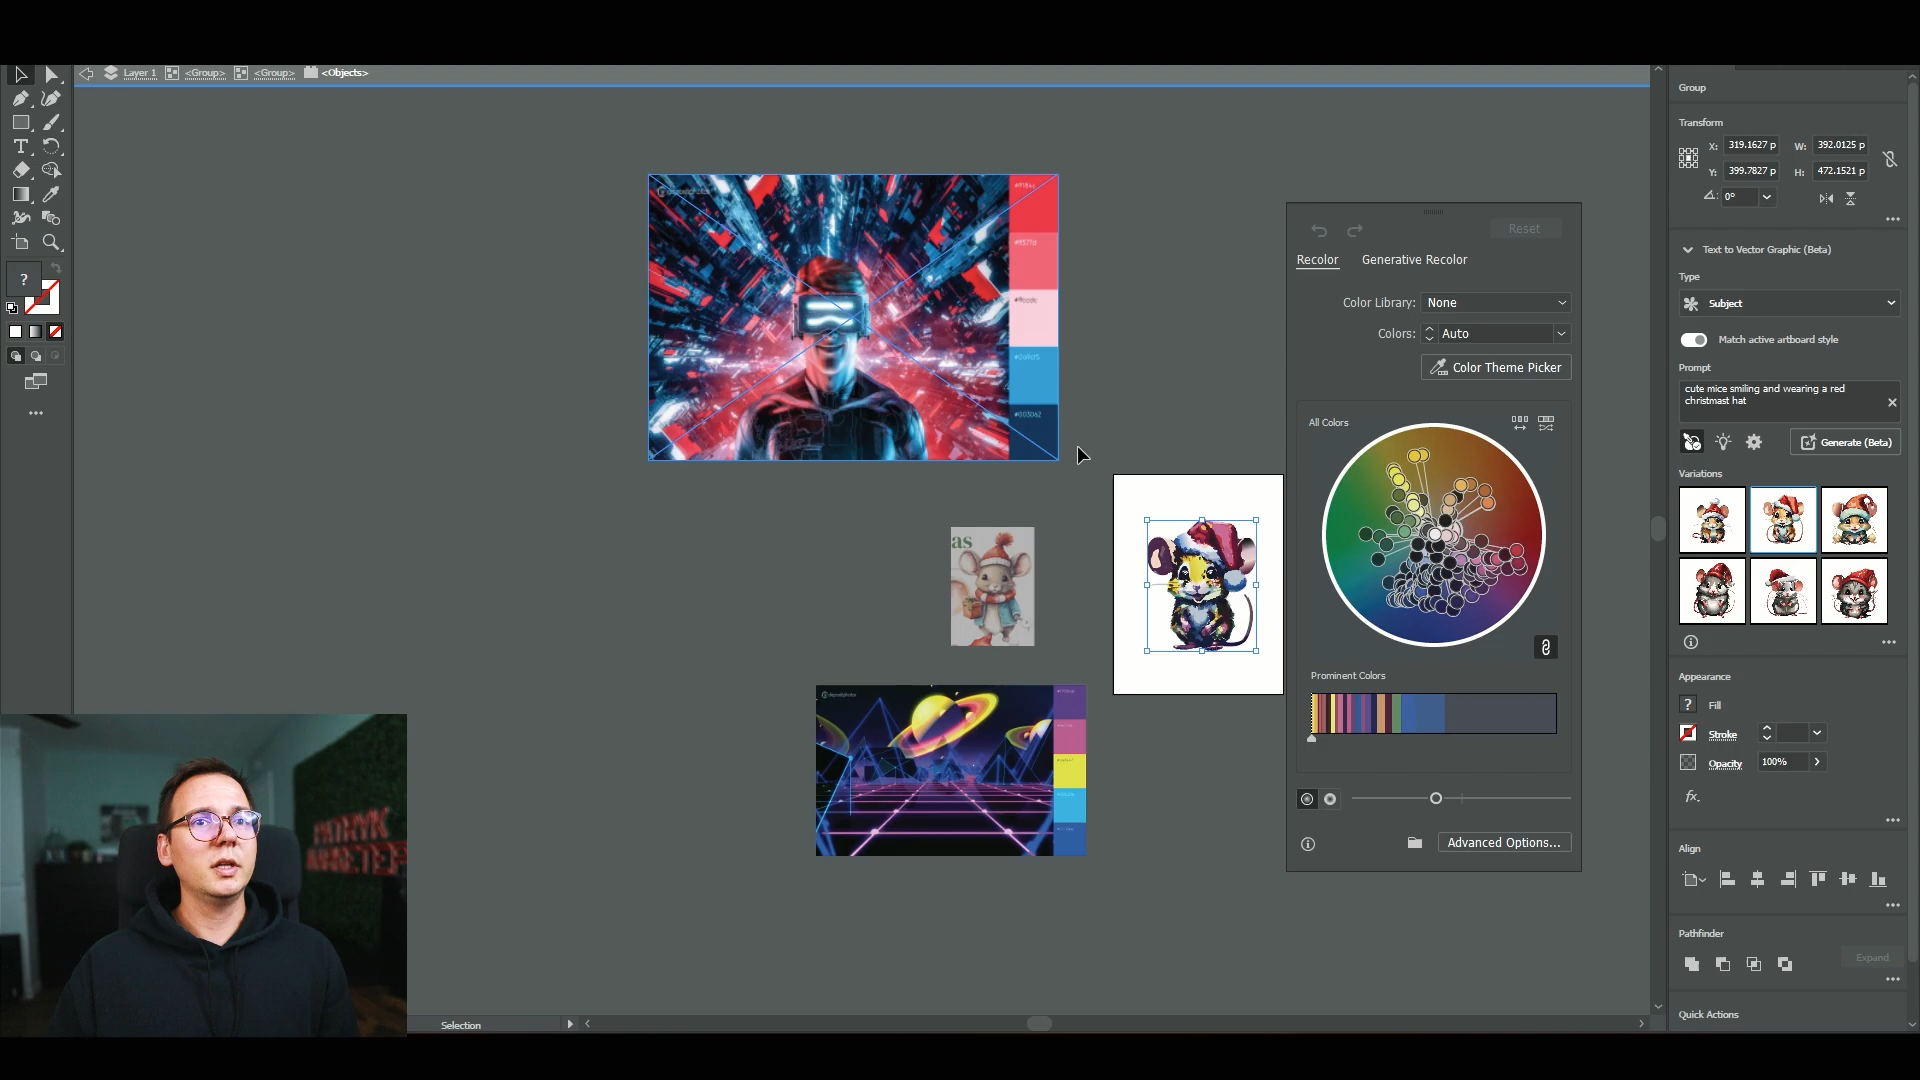 Layer 1 <Group> <Group> <Objects>
T
?
depositphotos
as
depositphotos
Selection
Reset
Recolor Generative Recolor
Color Library: None
Colors: Auto
Color Theme Picker
All Colors
Prominent Colors
Advanced Options...
Group
Transform
X: 319.1627 p W: 392.0125 p
Y: 399.7827 p H: 472.1521 p
0°
Text to Vector Graphic (Beta)
Type
Subject
Match active artboard style
Prompt
cute mice smiling and wearing a red
christmast hat
Generate (Beta)
Variations
Appearance
? Fill
Stroke
Opacity 100%
fx.
Align
Pathfinder
Expand
Quick Actions